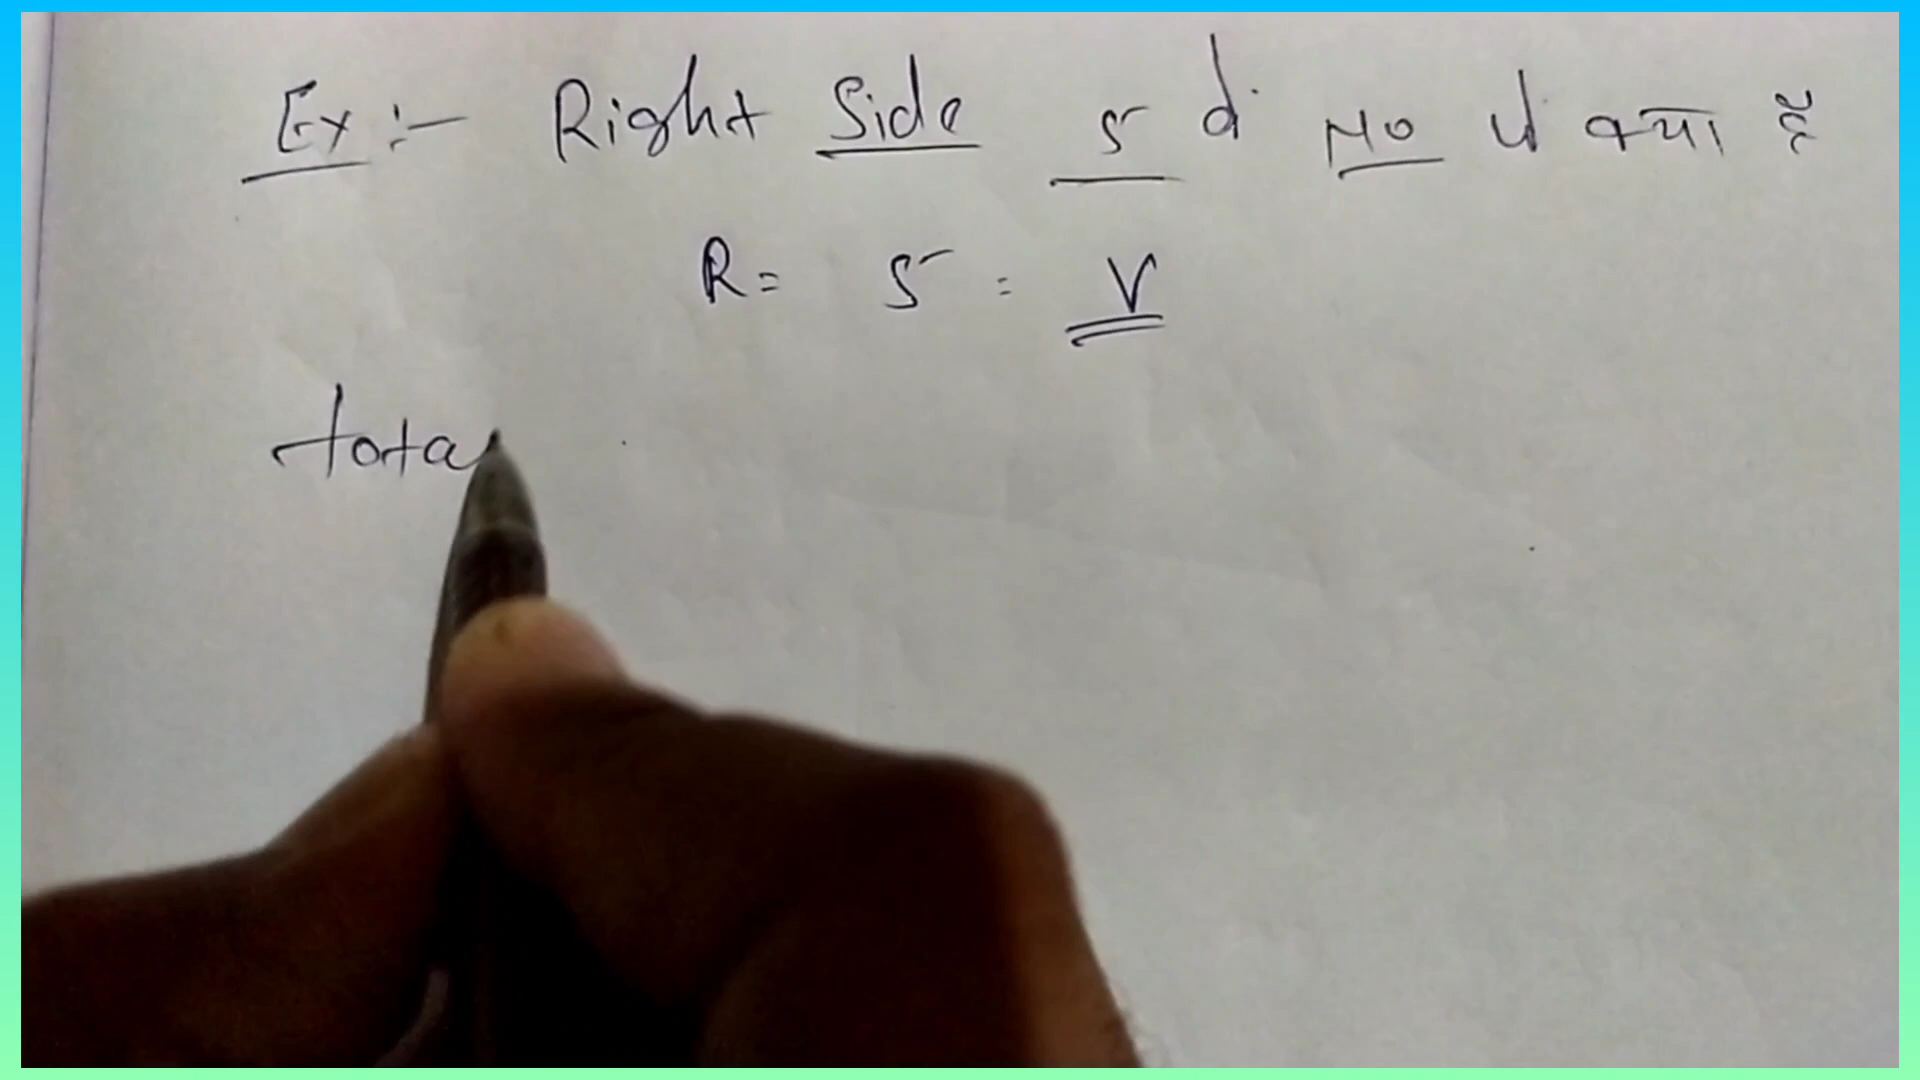 Ex :- Right Side 5 वे No पे क्या है
R = 5 = V
tota